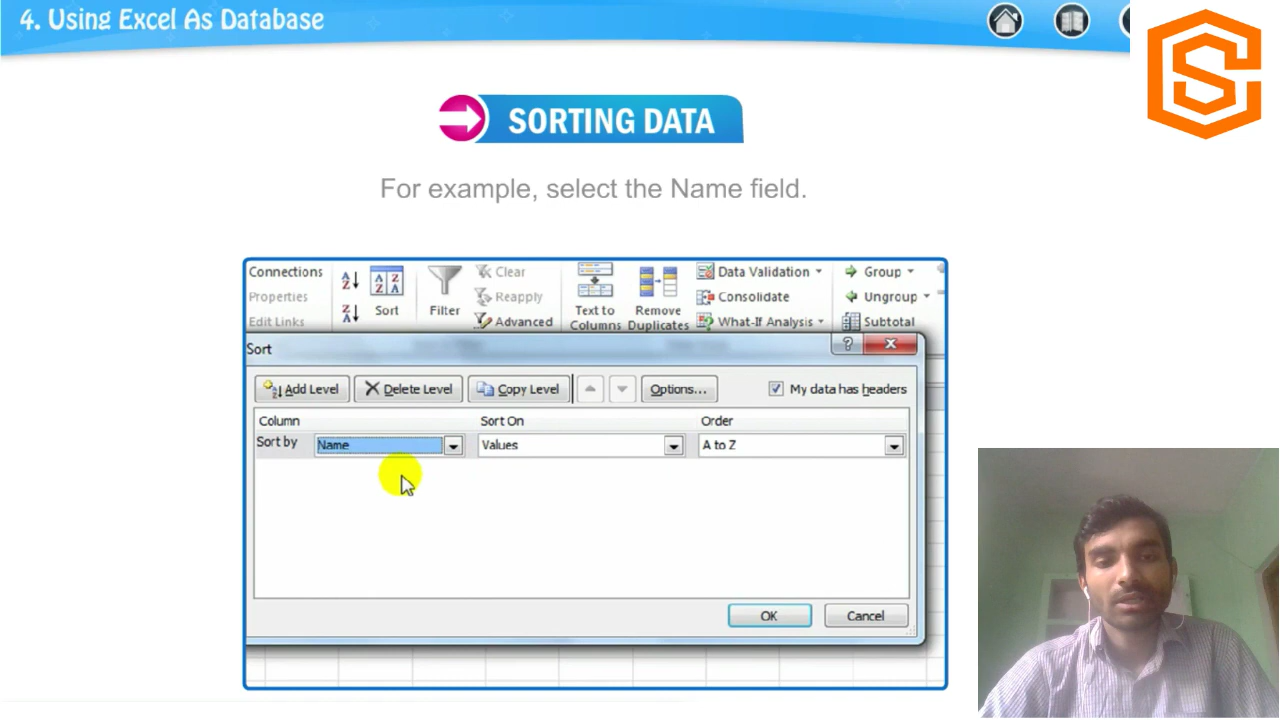 4. Using Excel As Database
SORTING DATA
For example, select the Name field.
Connections
Properties
Edit Links
Sort
Filter
Clear
Reapply
Advanced
Text to
Columns
Remove
Duplicates
Data Validation
Consolidate
What-If Analysis
Group
Ungroup
Subtotal
Sort
Add Level
Delete Level
Copy Level
Options...
My data has headers
Column
Sort On
Order
Sort by
Name
Values
A to Z
OK
Cancel